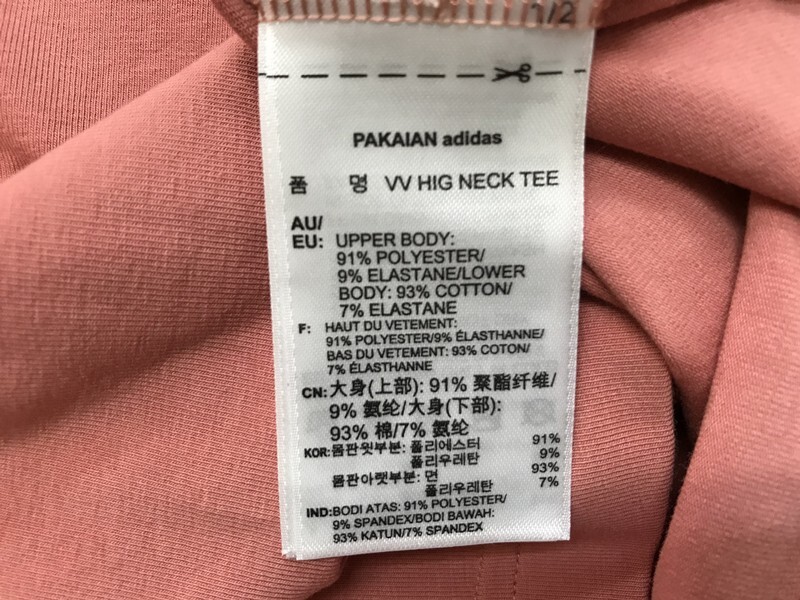 1/2
PAKAIAN adidas
품 명 VV HIG NECK TEE
AU/
EU: UPPER BODY:
91% POLYESTER/
9% ELASTANE/LOWER
BODY: 93% COTTON/
7% ELASTANE
F: HAUT DU VETEMENT:
91% POLYESTER/9% ÉLASTHANNE/
BAS DU VETEMENT: 93% COTON/
7% ÉLASTHANNE
CN: 大身(上部): 91% 聚酯纤维/
9% 氨纶/大身(下部):
93% 棉/7% 氨纶
KOR: 몸판윗부분: 폴리에스터 91%
폴리우레탄 9%
몸판아랫부분: 면 93%
폴리우레탄 7%
IND: BODI ATAS: 91% POLYESTER/
9% SPANDEX/BODI BAWAH:
93% KATUN/7% SPANDEX